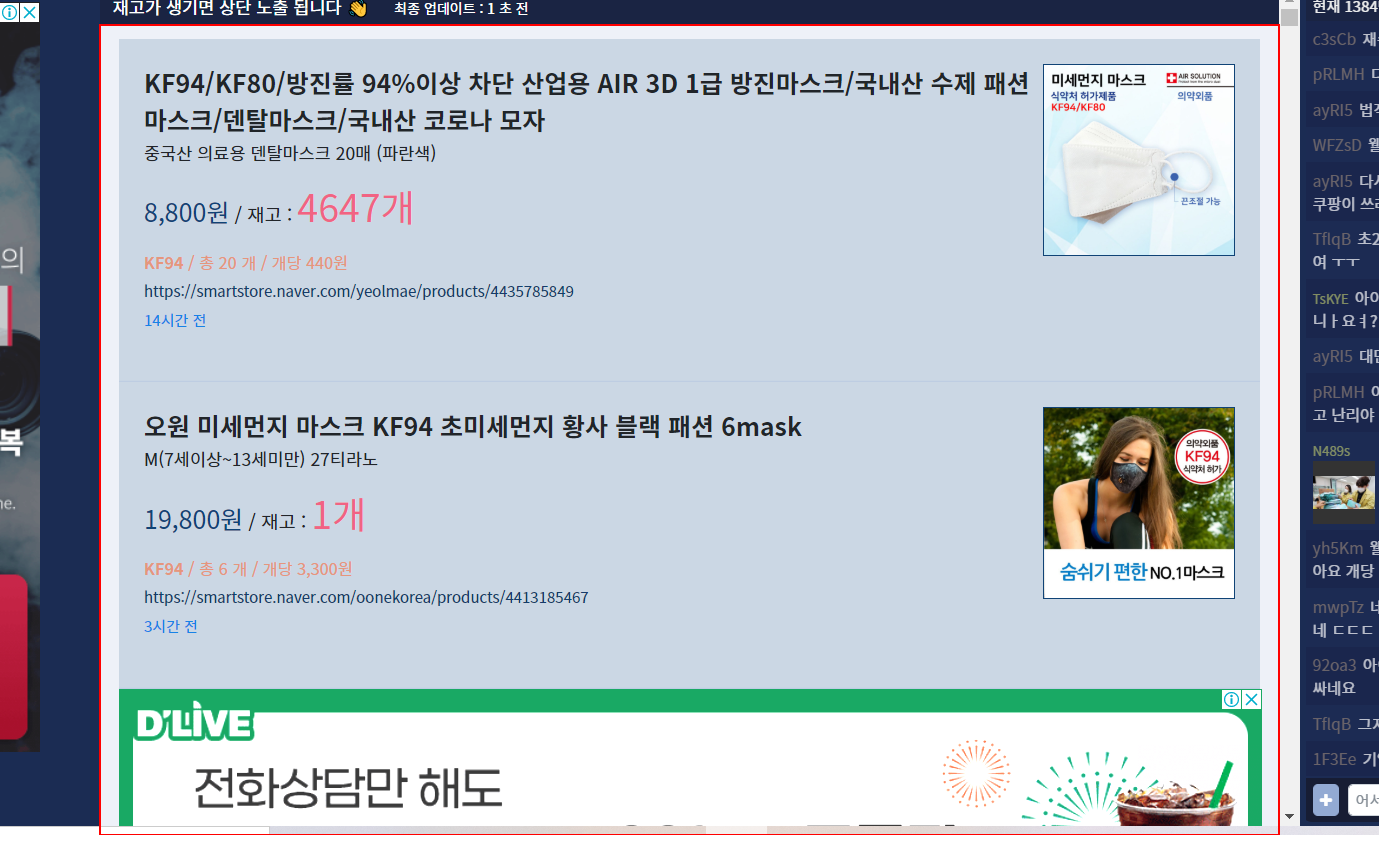 재고가 생기면 상단 노출 됩니다 👋 최종 업데이트 : 1 초 전
KF94/KF80/방진률 94%이상 차단 산업용 AIR 3D 1급 방진마스크/국내산 수제 패션
마스크/덴탈마스크/국내산 코로나 모자
중국산 의료용 덴탈마스크 20매 (파란색)
8,800원 / 재고 : 4647개
KF94 / 총 20 개 / 개당 440원
https://smartstore.naver.com/yeolmae/products/4435785849
14시간 전
미세먼지 마스크
AIR SOLUTION
식약처 허가제품
의약외품
KF94/KF80
끈조절 가능
오원 미세먼지 마스크 KF94 초미세먼지 황사 블랙 패션 6mask
M(7세이상~13세미만) 27티라노
19,800원 / 재고 : 1개
KF94 / 총 6 개 / 개당 3,300원
https://smartstore.naver.com/oonekorea/products/4413185467
3시간 전
의약외품
KF94
식약처 허가
숨쉬기 편한 NO.1마스크
D'LIVE
전화상담만 해도
의
복
me.
현재 1384
c3sCb
pRLMH
ayRI5 법적
WFZsD
ayRI5 다시
쿠팡이
TflqB 초2
여 ㅜㅜ
TsKYE 아이
니ㅏ요ㅕ?
ayRI5
pRLMH
고 난리야
N489s
yh5Km
아요 개당
mwpTz
네 ㄷㄷㄷ
92oa3
싸네요
TflqB
1F3Ee